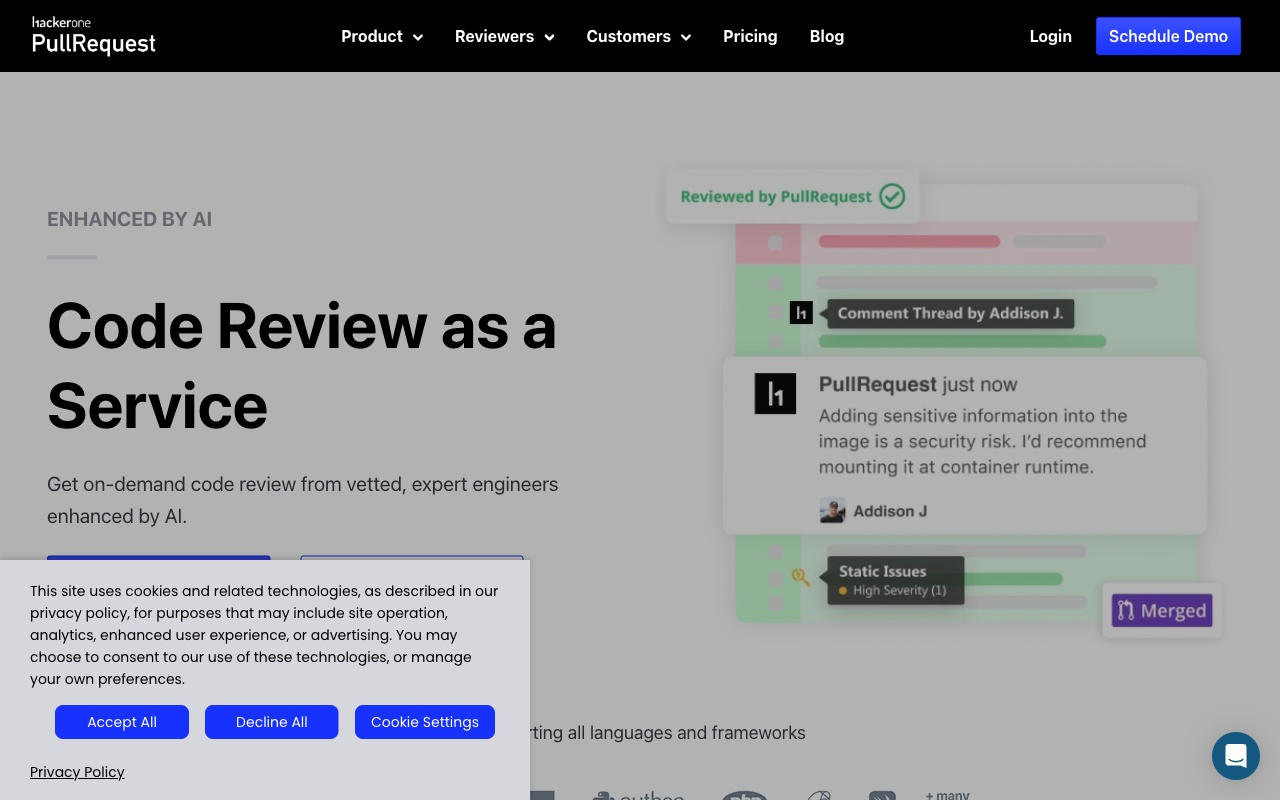 hackerone
PullRequest
Product
Reviewers
Customers
Pricing
Blog
Login
Schedule Demo
ENHANCED BY AI
Code Review as a
Service
Get on-demand code review from vetted, expert engineers
enhanced by AI.
Reviewed by PullRequest
Comment Thread by Addison J.
PullRequest just now
Adding sensitive information into the
image is a security risk. I'd recommend
mounting it at container runtime.
Addison J
Static Issues
High Severity (1)
Merged
This site uses cookies and related technologies, as described in our
privacy policy, for purposes that may include site operation,
analytics, enhanced user experience, or advertising. You may
choose to consent to our use of these technologies, or manage
your own preferences.
Accept All
Decline All
Cookie Settings
Privacy Policy
all languages and frameworks
php
+ many